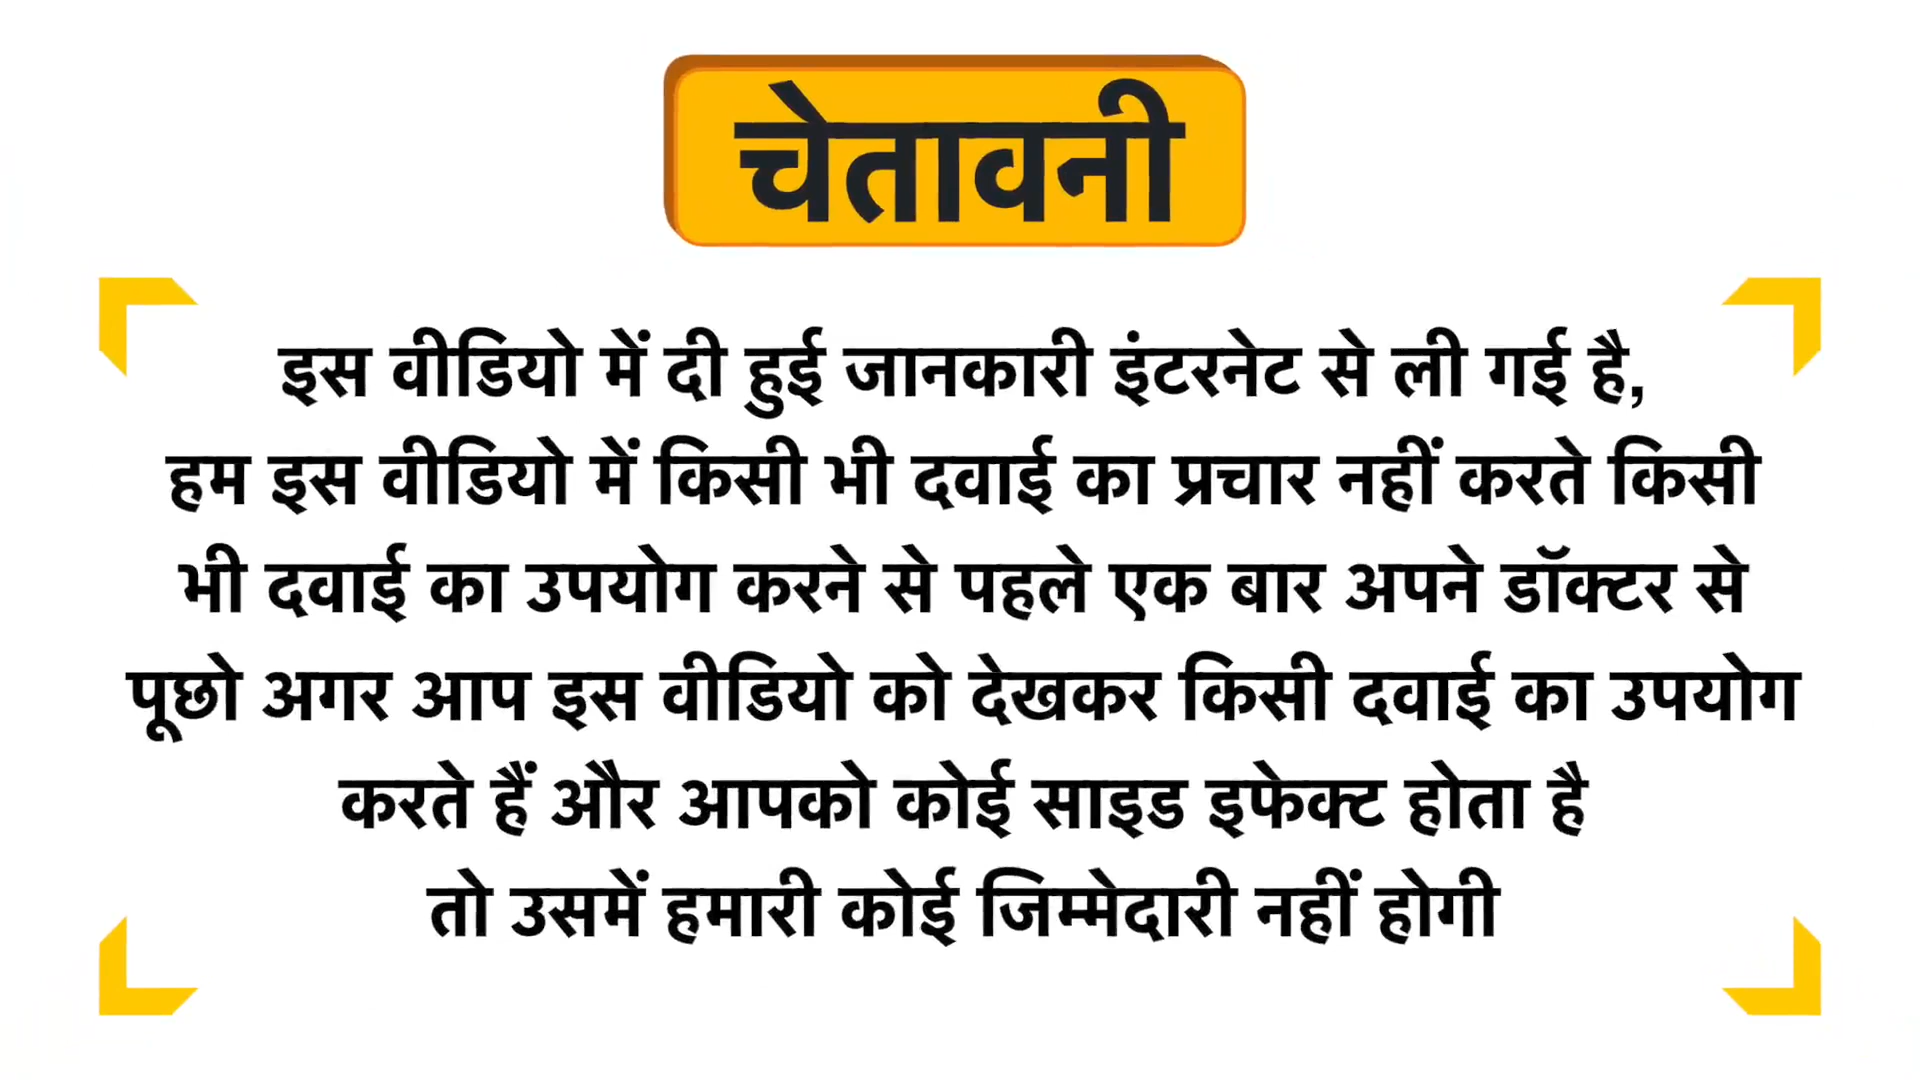 चेतावनी
इस वीडियो में दी हुई जानकारी इंटरनेट से ली गई है,
हम इस वीडियो में किसी भी दवाई का प्रचार नहीं करते किसी
भी दवाई का उपयोग करने से पहले एक बार अपने डॉक्टर से
पूछो अगर आप इस वीडियो को देखकर किसी दवाई का उपयोग
करते हैं और आपको कोई साइड इफेक्ट होता है
तो उसमें हमारी कोई जिम्मेदारी नहीं होगी